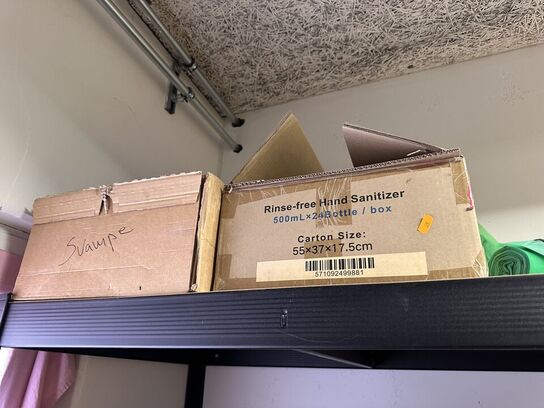 Svampe
Rinse-free Hand Sanitizer
500mL×24Bottle / box
Carton Size:
55×37×17.5cm
571092499881